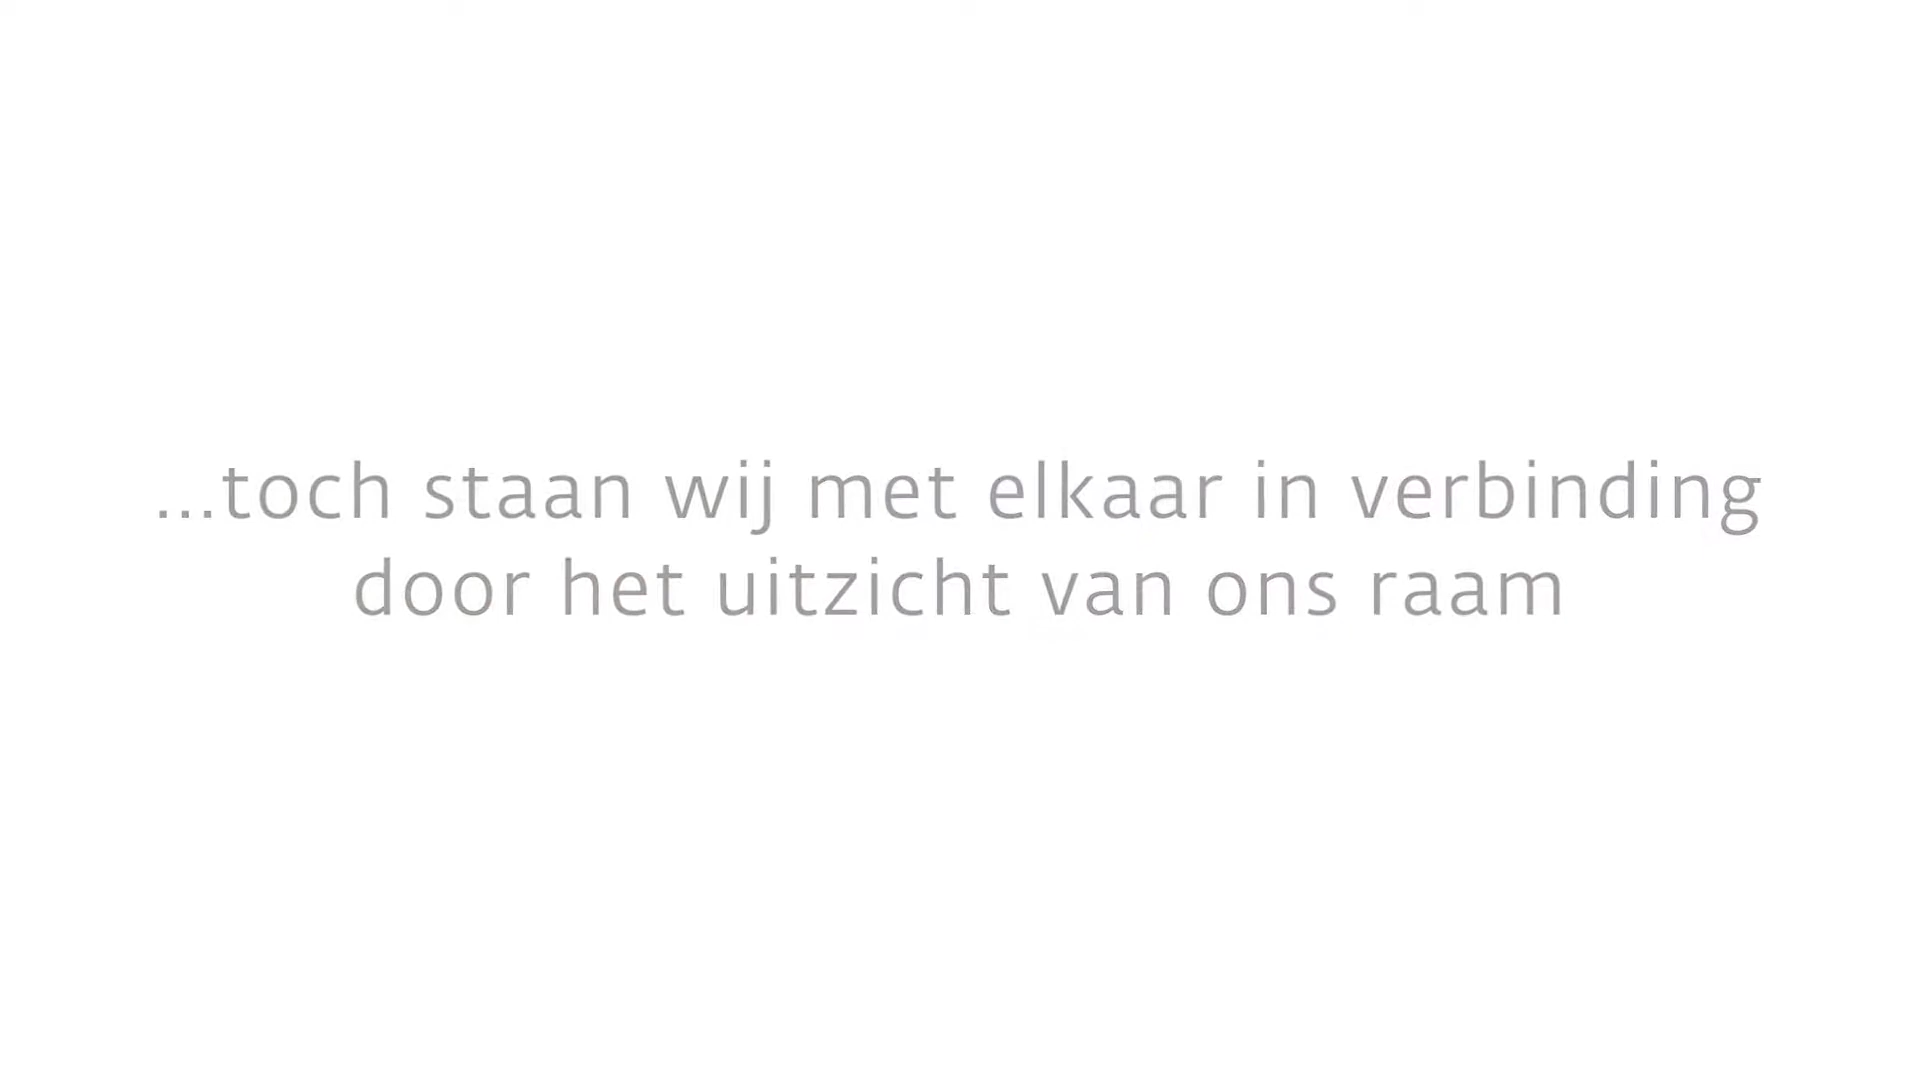 ...toch staan wij met elkaar in verbinding
door het uitzicht van ons raam